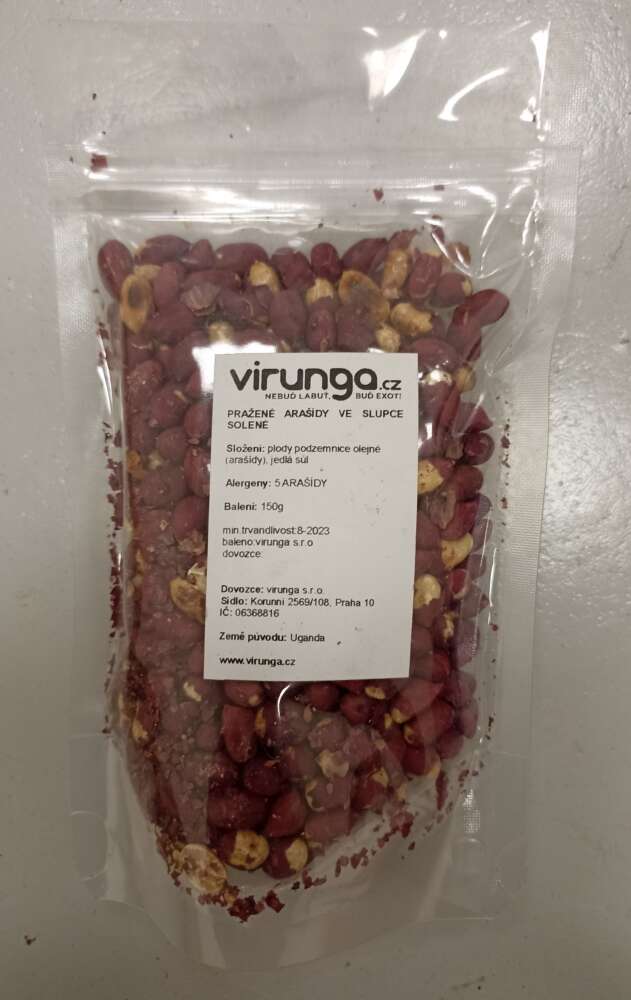 virunga.cz
NEBUĎ LABUŤ, BUĎ EXOT!
PRAŽENÉ ARAŠÍDY VE SLUPCE
SOLENÉ
Složení: plody podzemnice olejné
(arašídy), jedlá sůl
Alergeny: 5 ARAŠÍDY
Balení: 150g
min.trvandlivost:8-2023
baleno:virunga s.r.o
dovozce:
Dovozce: virunga s.r.o.
Sídlo: Korunní 2569/108, Praha 10
IČ: 06368816
Země původu: Uganda
www.virunga.cz